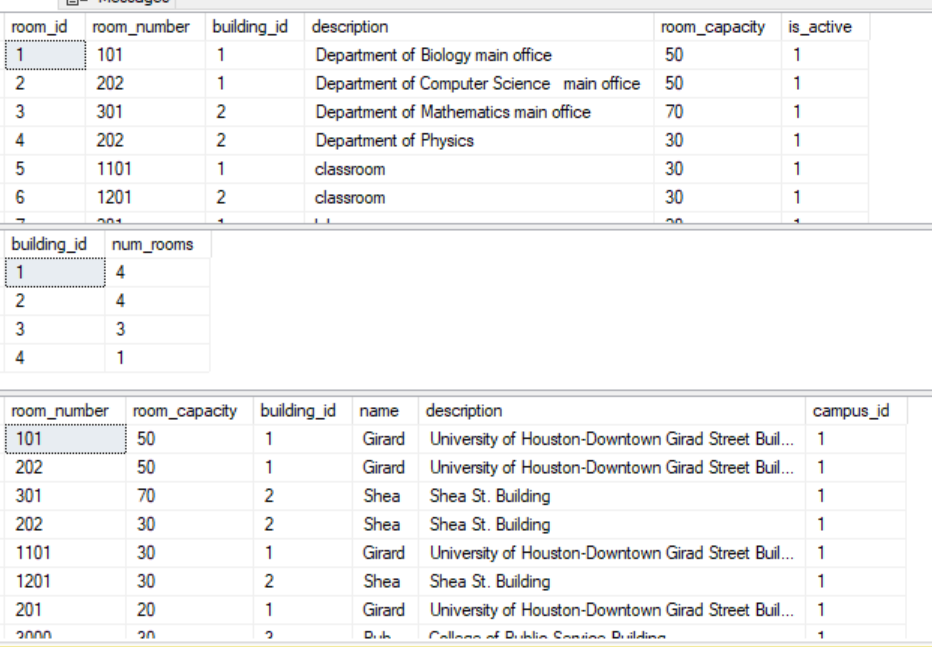 Messages
room_id room_number building_id description room_capacity is_active
1 101 1 Department of Biology main office 50 1
2 202 1 Department of Computer Science main office 50 1
3 301 2 Department of Mathematics main office 70 1
4 202 2 Department of Physics 30 1
5 1101 1 classroom 30 1
6 1201 2 classroom 30 1
building_id num_rooms
1 4
2 4
3 3
4 1
room_number room_capacity building_id name description campus_id
101 50 1 Girard University of Houston-Downtown Girad Street Buil... 1
202 50 1 Girard University of Houston-Downtown Girad Street Buil... 1
301 70 2 Shea Shea St. Building 1
202 30 2 Shea Shea St. Building 1
1101 30 1 Girard University of Houston-Downtown Girad Street Buil... 1
1201 30 2 Shea Shea St. Building 1
201 20 1 Girard University of Houston-Downtown Girad Street Buil... 1
3000 30 3 Pub College of Public Service Building 1